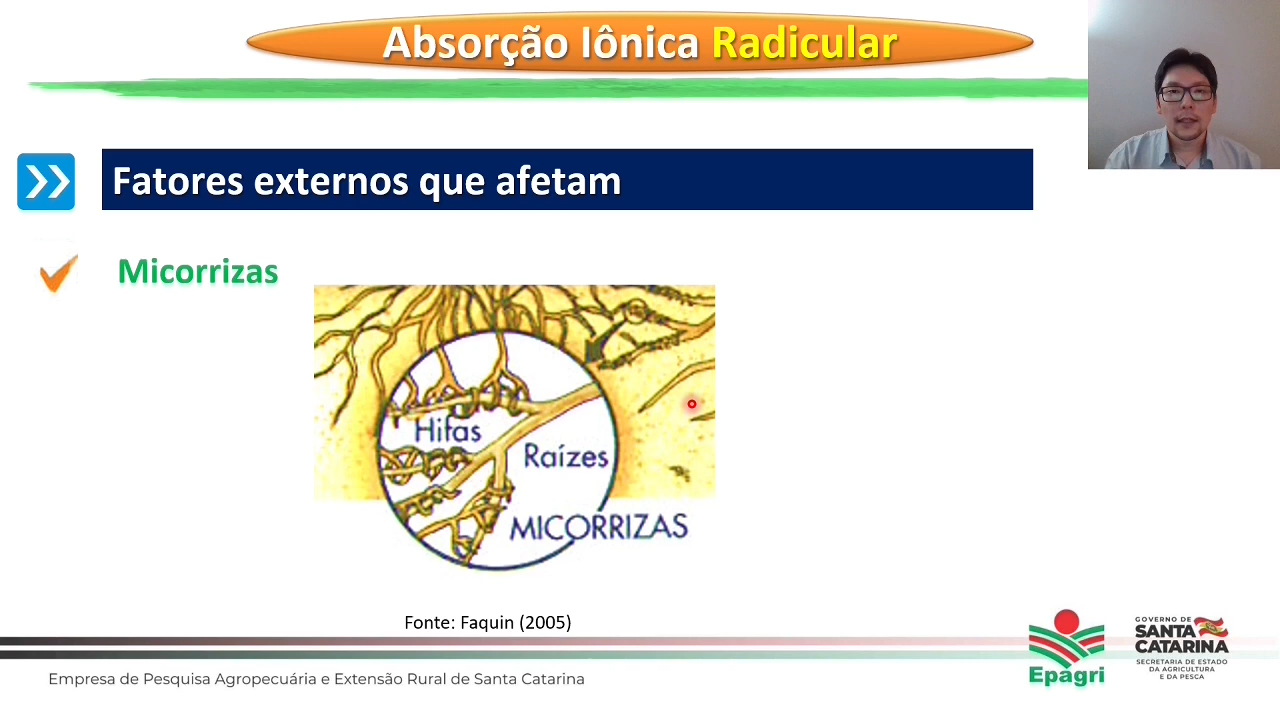 Absorção Iônica Radicular
Fatores externos que afetam
Micorrizas
Hifas
Raízes
MICORRIZAS
Fonte: Faquin (2005)
Epagri
GOVERNO DE
SANTA
CATARINA
SECRETARIA DE ESTADO
DA AGRICULTURA
E DA PESCA
Empresa de Pesquisa Agropecuária e Extensão Rural de Santa Catarina